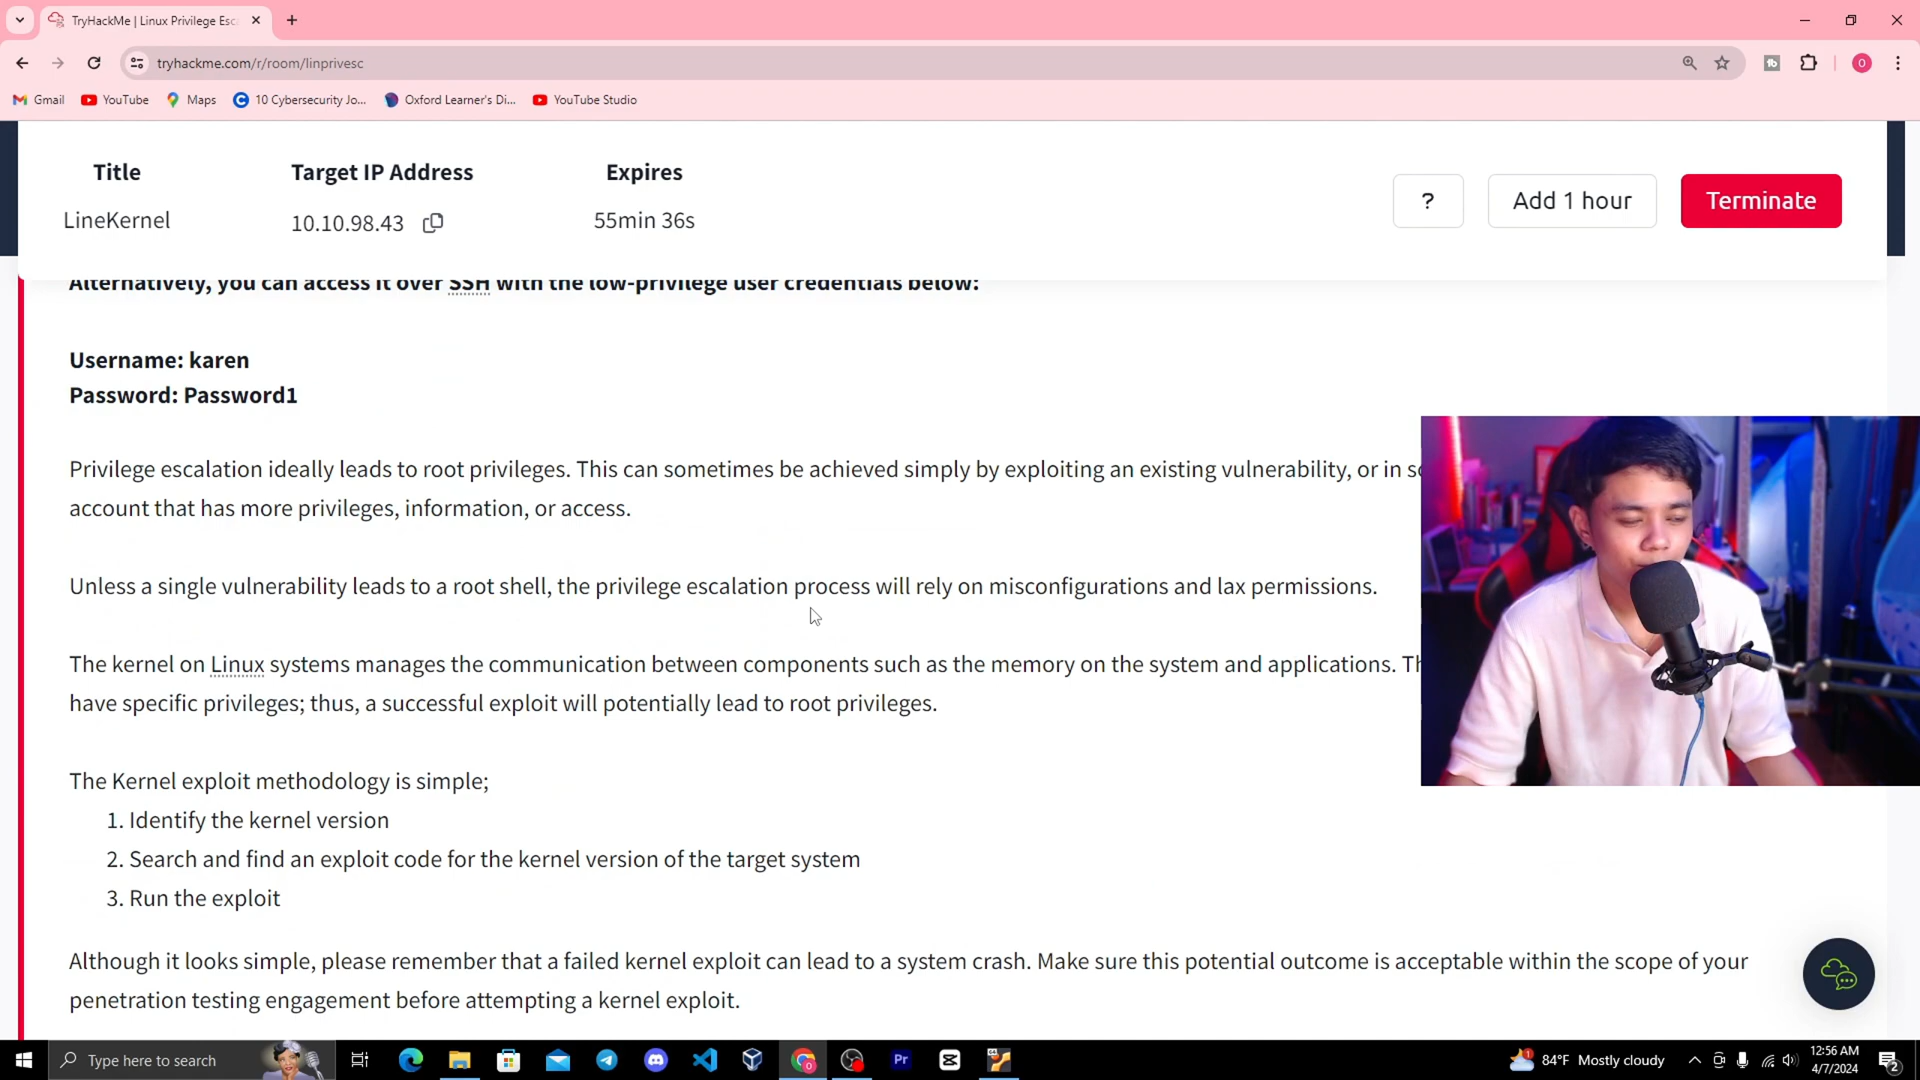 TryHackMe | Linux Privilege Esc
tryhackme.com/r/room/linprivesc
O
Gmail
YouTube
Maps
10 Cybersecurity Jo...
Oxford Learner's Di...
YouTube Studio
Title
Target IP Address
Expires
LineKernel
10.10.98.43
55min 36s
?
Add 1 hour
Terminate
Alternatively, you can access it over SSH with the low-privilege user credentials below:
Username: karen
Password: Password1
Privilege escalation ideally leads to root privileges. This can sometimes be achieved simply by exploiting an existing vulnerability, or in
account that has more privileges, information, or access.
Unless a single vulnerability leads to a root shell, the privilege escalation process will rely on misconfigurations and lax permissions.
The kernel on Linux systems manages the communication between components such as the memory on the system and applications.
have specific privileges; thus, a successful exploit will potentially lead to root privileges.
The Kernel exploit methodology is simple;
1. Identify the kernel version
2. Search and find an exploit code for the kernel version of the target system
3. Run the exploit
Although it looks simple, please remember that a failed kernel exploit can lead to a system crash. Make sure this potential outcome is acceptable within the scope of your
penetration testing engagement before attempting a kernel exploit.
Type here to search
Pr
84°F Mostly cloudy
12:56 AM
4/7/2024
2